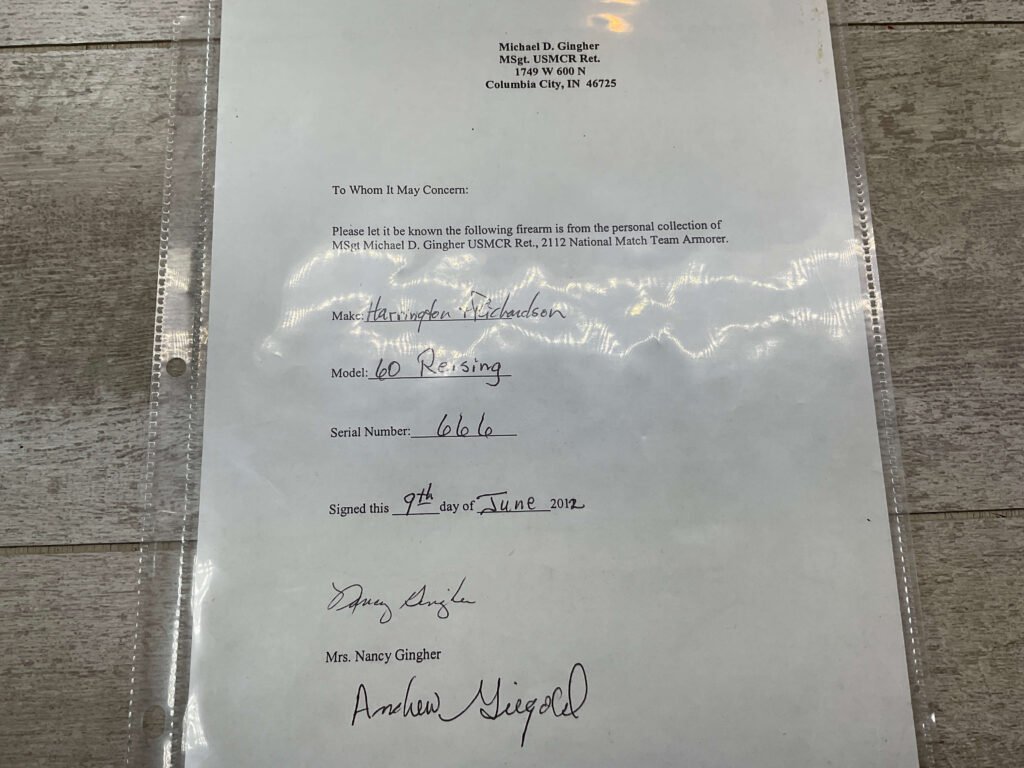 Michael D. Gingher
MSgt. USMCR Ret.
1749 W 600 N
Columbia City, IN 46725
To Whom It May Concern:
Please let it be known the following firearm is from the personal collection of
MSgt Michael D. Gingher USMCR Ret., 2112 National Match Team Armorer.
Make: Harrington & Richardson
Model: 60 Reising
Serial Number: 666
Signed this 9th day of June 2012
Nancy Gingher
Mrs. Nancy Gingher
Andrew Giegold